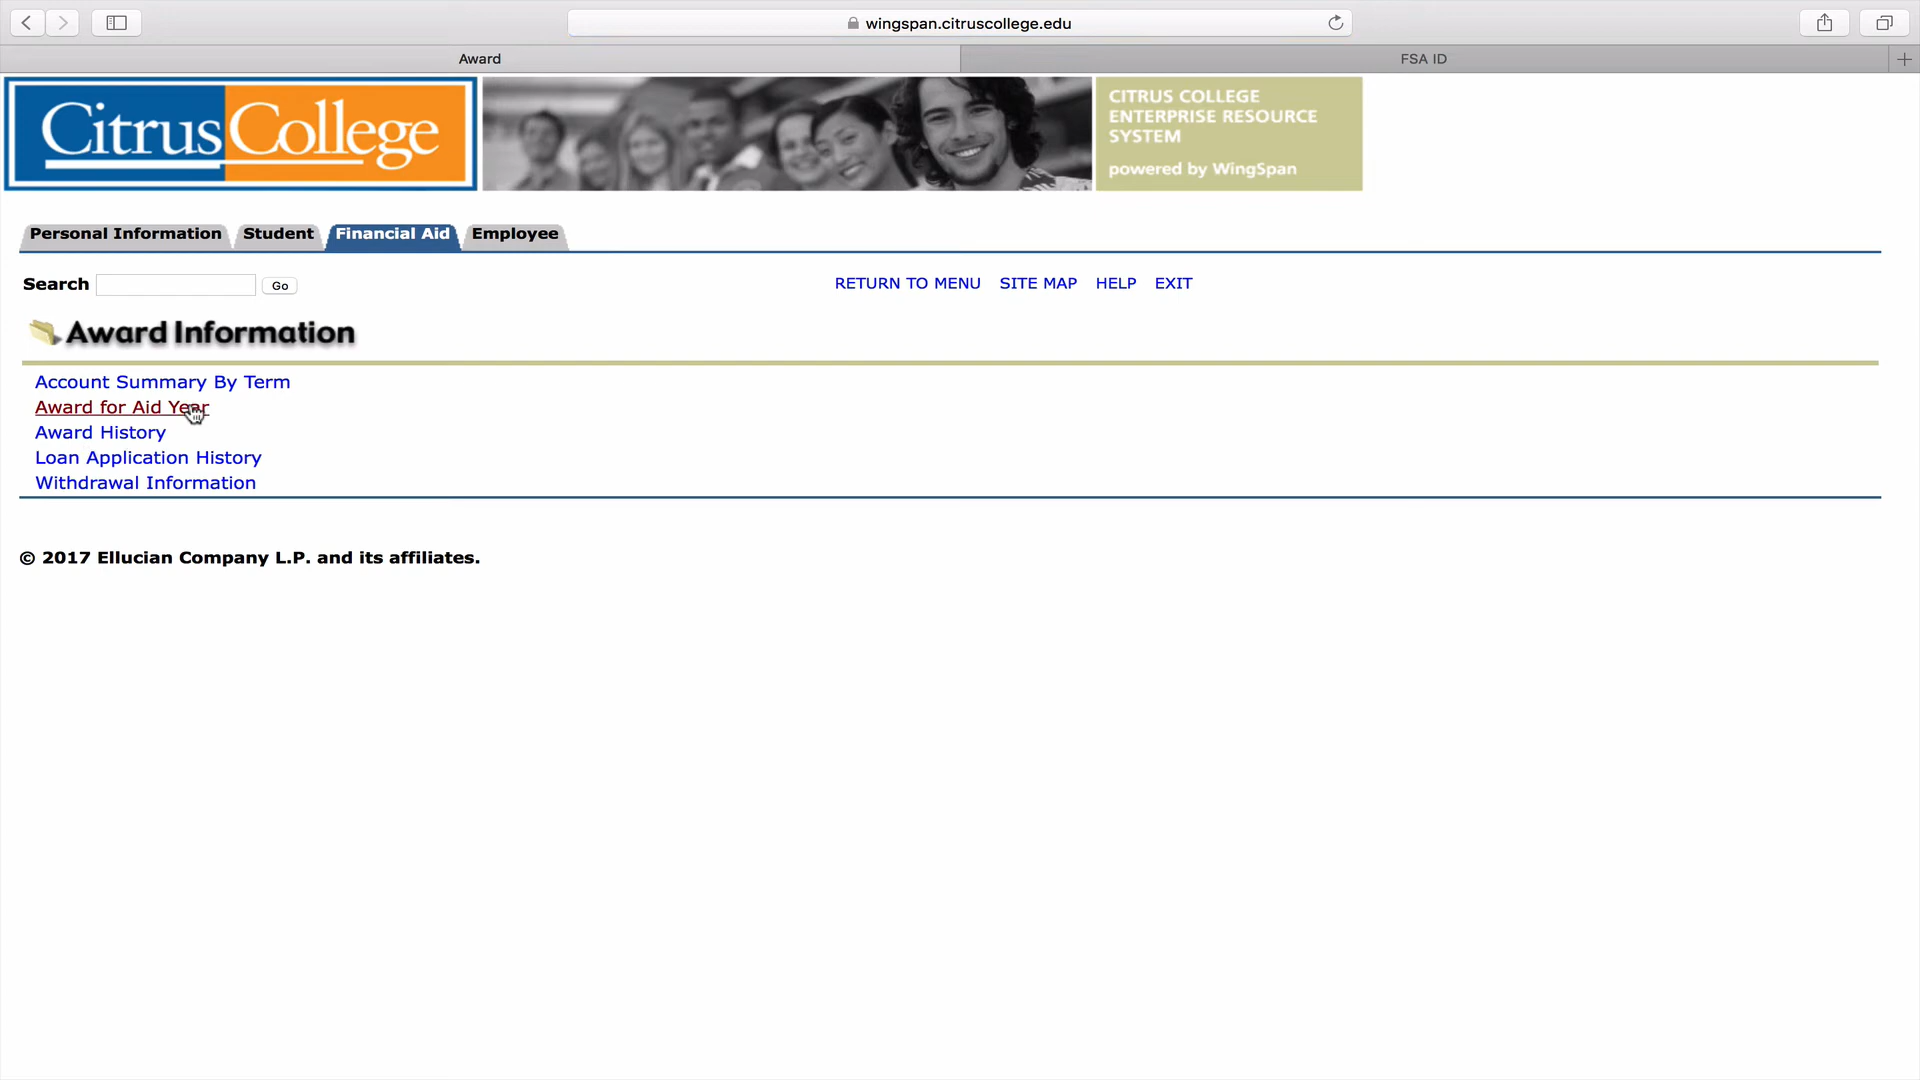 wingspan.citruscollege.edu
Award
FSA ID
Citrus College
CITRUS COLLEGE
ENTERPRISE RESOURCE
SYSTEM
powered by WingSpan
Personal Information
Student
Financial Aid
Employee
Search
Go
RETURN TO MENU
SITE MAP
HELP
EXIT
Award Information
Account Summary By Term
Award for Aid Year
Award History
Loan Application History
Withdrawal Information
© 2017 Ellucian Company L.P. and its affiliates.